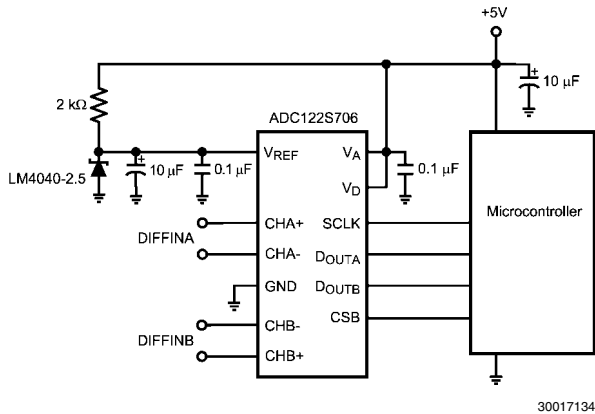 +5V
+
10 µF
2 kΩ
ADC122S706
LM4040-2.5
+
10 µF
0.1 µF
VREF
VA
0.1 µF
VD
Microcontroller
DIFFINA
CHA+
CHA-
SCLK
DOUTA
GND
DOUTB
DIFFINB
CHB-
CHB+
CSB
30017134